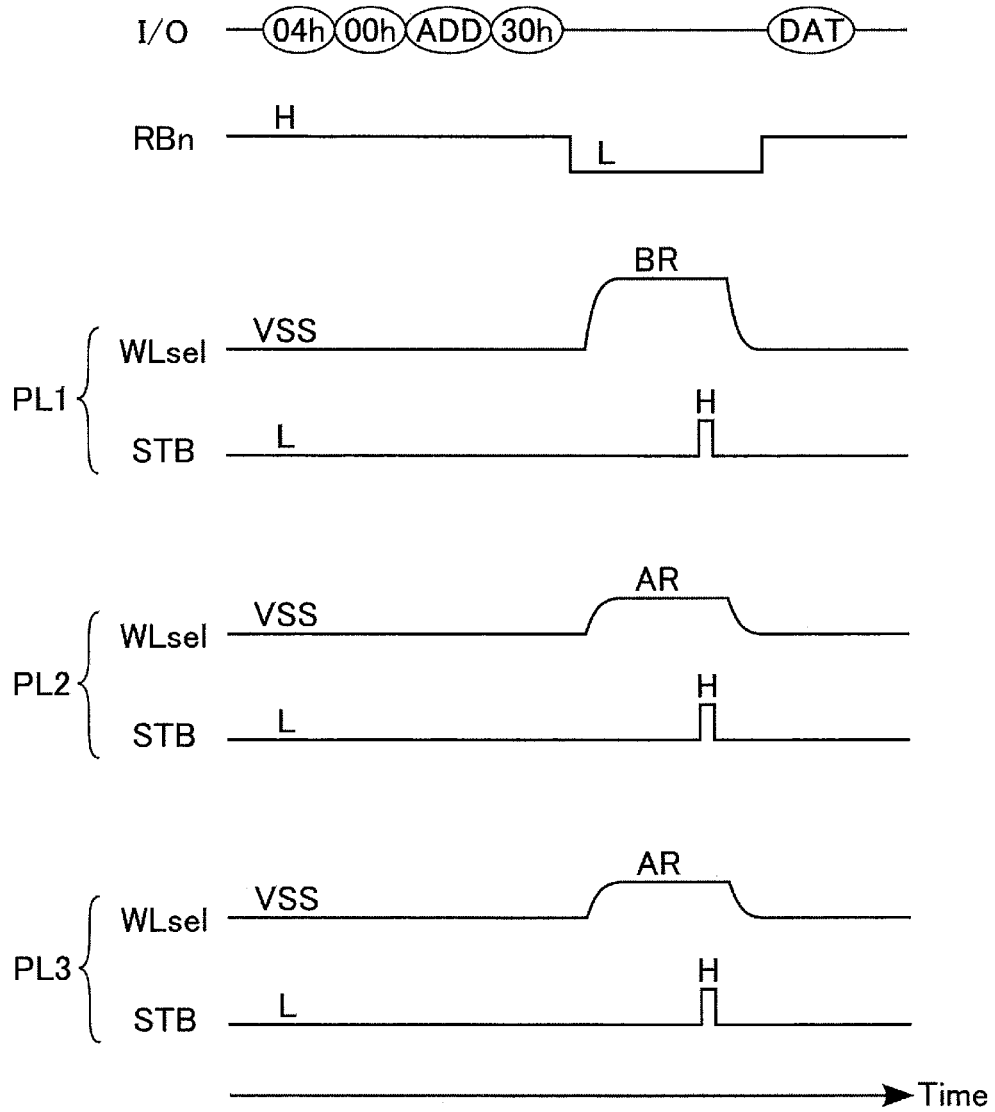 I/O 04h 00h ADD 30h DAT
RBn H L
PL1
WLsel VSS BR
STB L H
PL2
WLsel VSS AR
STB L H
PL3
WLsel VSS AR
STB L H
Time